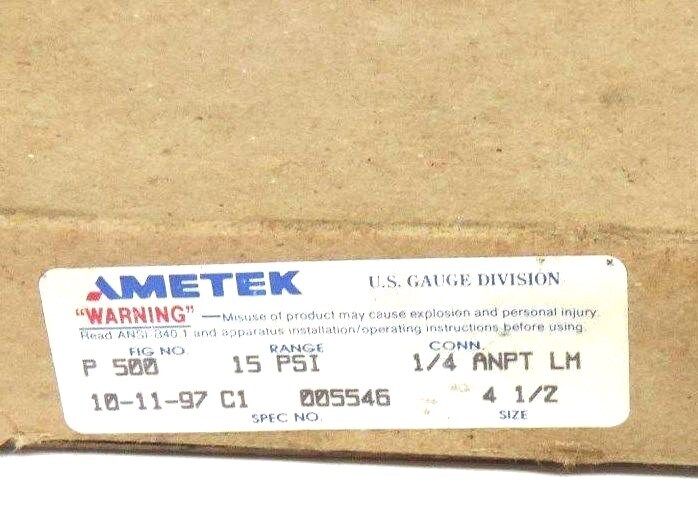 AMETEK U.S. GAUGE DIVISION
"WARNING" —Misuse of product may cause explosion and personal injury.
Read ANSI B40.1 and apparatus installation/operating instructions before using.
FIG NO. RANGE CONN.
P 500 15 PSI 1/4 ANPT LM
10-11-97 C1 005546 4 1/2
SPEC NO. SIZE